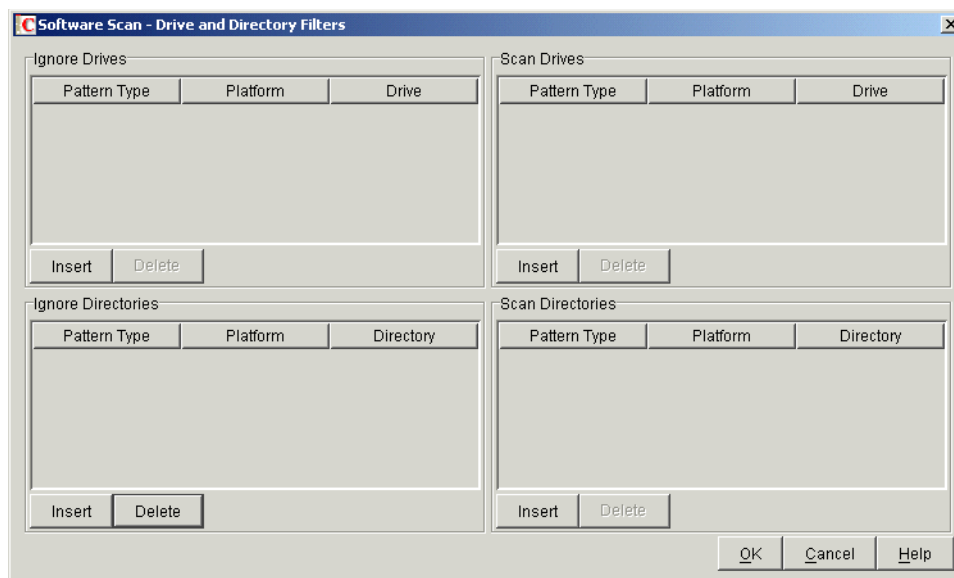 Software Scan - Drive and Directory Filters
Ignore Drives
Pattern Type Platform Drive
Insert Delete
Scan Drives
Pattern Type Platform Drive
Insert Delete
Ignore Directories
Pattern Type Platform Directory
Insert Delete
Scan Directories
Pattern Type Platform Directory
Insert Delete
OK Cancel Help